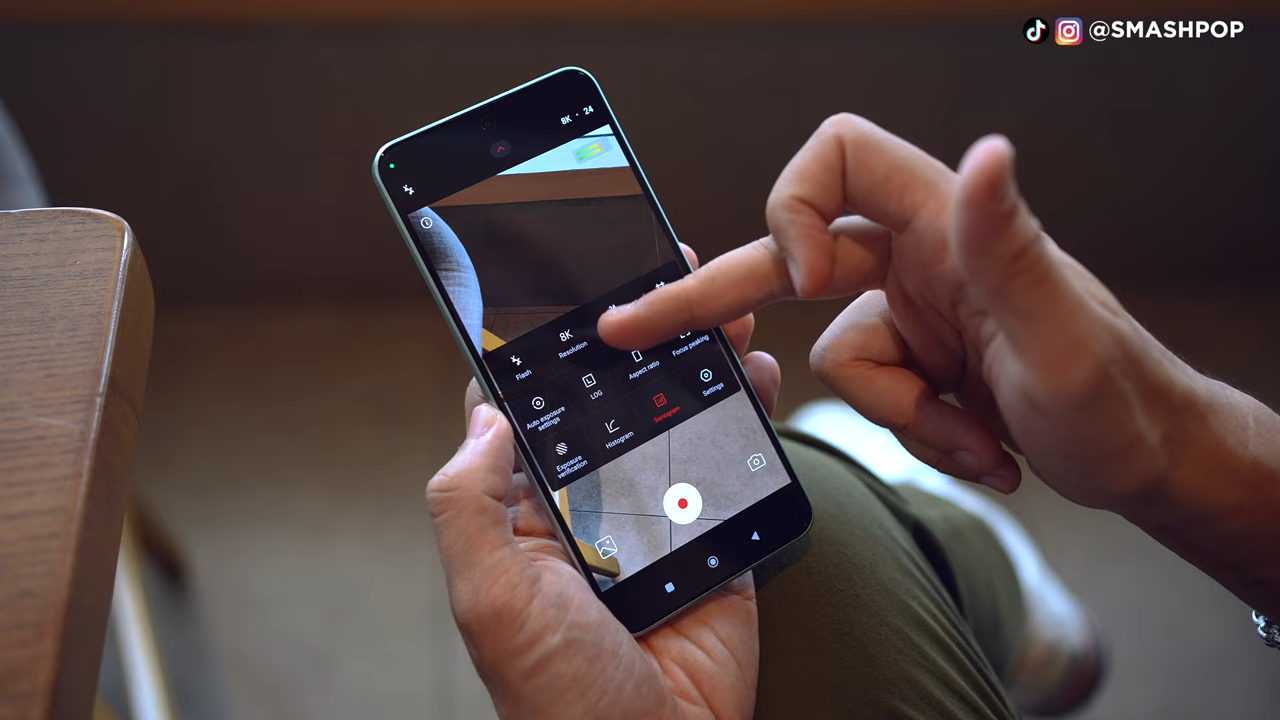 @SMASHPOP
8K · 24
Flash
8K
Resolution
24
Aspect ratio
Focus peaking
Auto exposure
settings
LOG
Sonogram
Settings
Exposure
verification
Histogram